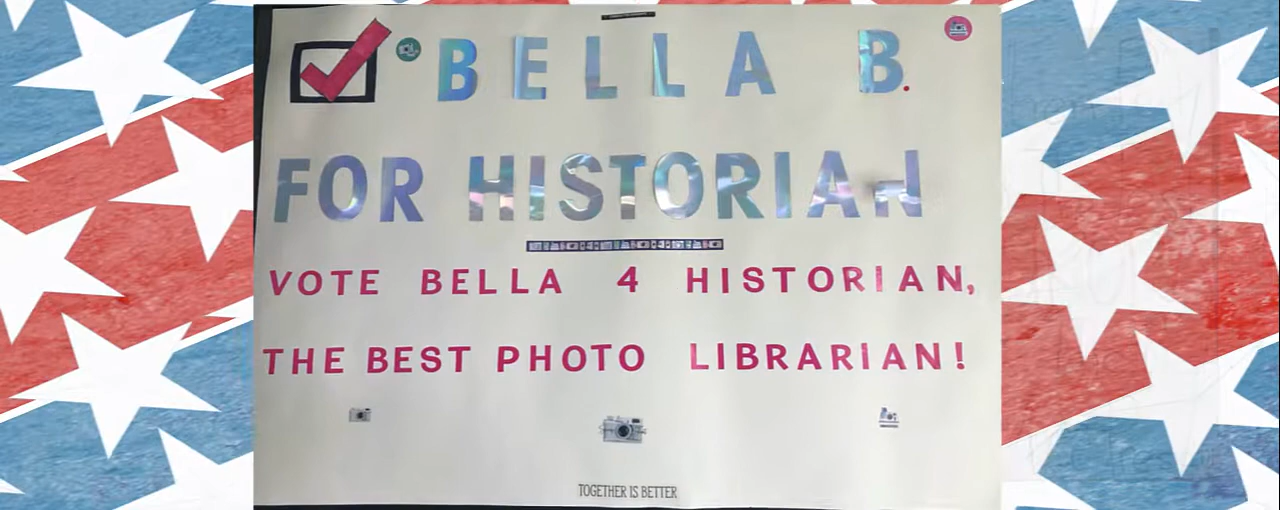 BELLA B.
FOR HISTORIAN
VOTE BELLA 4 HISTORIAN,
THE BEST PHOTO LIBRARIAN!
TOGETHER IS BETTER